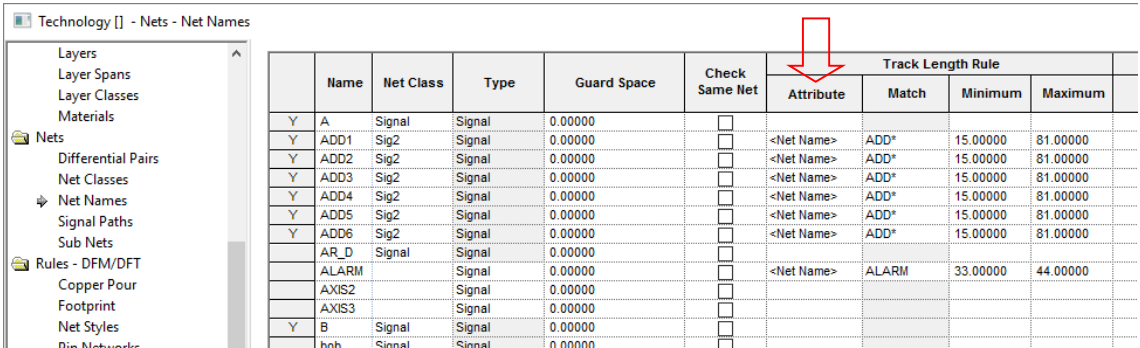 Technology [] - Nets - Net Names
Layers
Layer Spans
Layer Classes
Materials
Nets
Differential Pairs
Net Classes
Net Names
Signal Paths
Sub Nets
Rules - DFM/DFT
Copper Pour
Footprint
Net Styles
Pin Networks
Name Net Class Type Guard Space Check Same Net Track Length Rule
Attribute Match Minimum Maximum
Y A Signal Signal 0.00000
Y ADD1 Sig2 Signal 0.00000 <Net Name> ADD* 15.00000 81.00000
Y ADD2 Sig2 Signal 0.00000 <Net Name> ADD* 15.00000 81.00000
Y ADD3 Sig2 Signal 0.00000 <Net Name> ADD* 15.00000 81.00000
Y ADD4 Sig2 Signal 0.00000 <Net Name> ADD* 15.00000 81.00000
Y ADD5 Sig2 Signal 0.00000 <Net Name> ADD* 15.00000 81.00000
Y ADD6 Sig2 Signal 0.00000 <Net Name> ADD* 15.00000 81.00000
AR_D Signal Signal 0.00000
ALARM Signal 0.00000 <Net Name> ALARM 33.00000 44.00000
AXIS2 Signal 0.00000
AXIS3 Signal 0.00000
Y B Signal Signal 0.00000
bob Signal Signal 0.00000